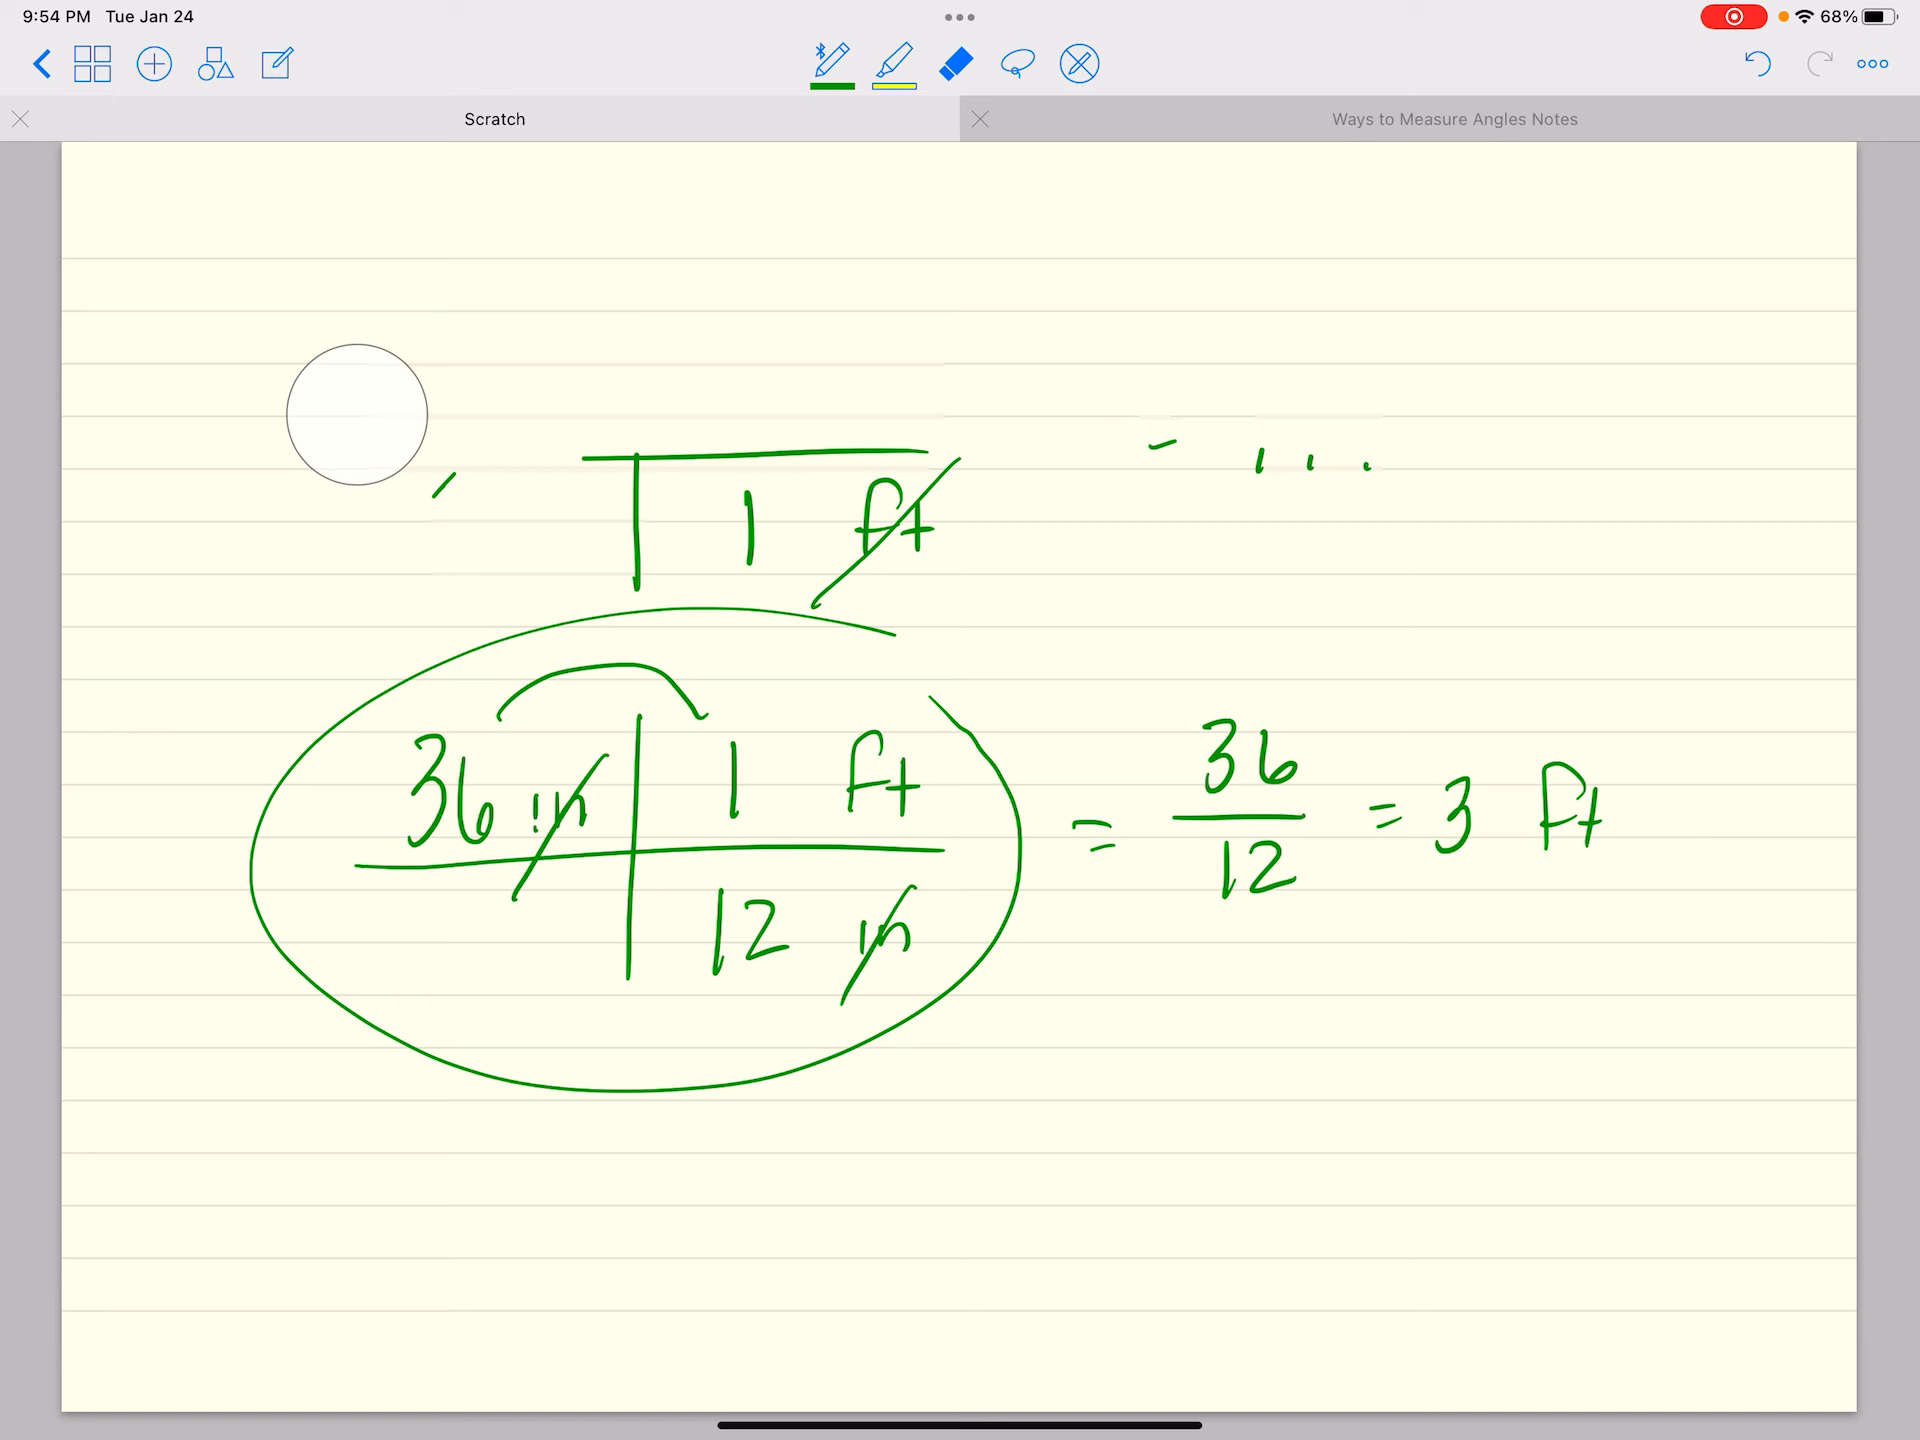 9:54 PM Tue Jan 24
68%
Scratch
Ways to Measure Angles Notes
1 ft
36 in 1 ft
12 in
= 36
12
= 3 ft